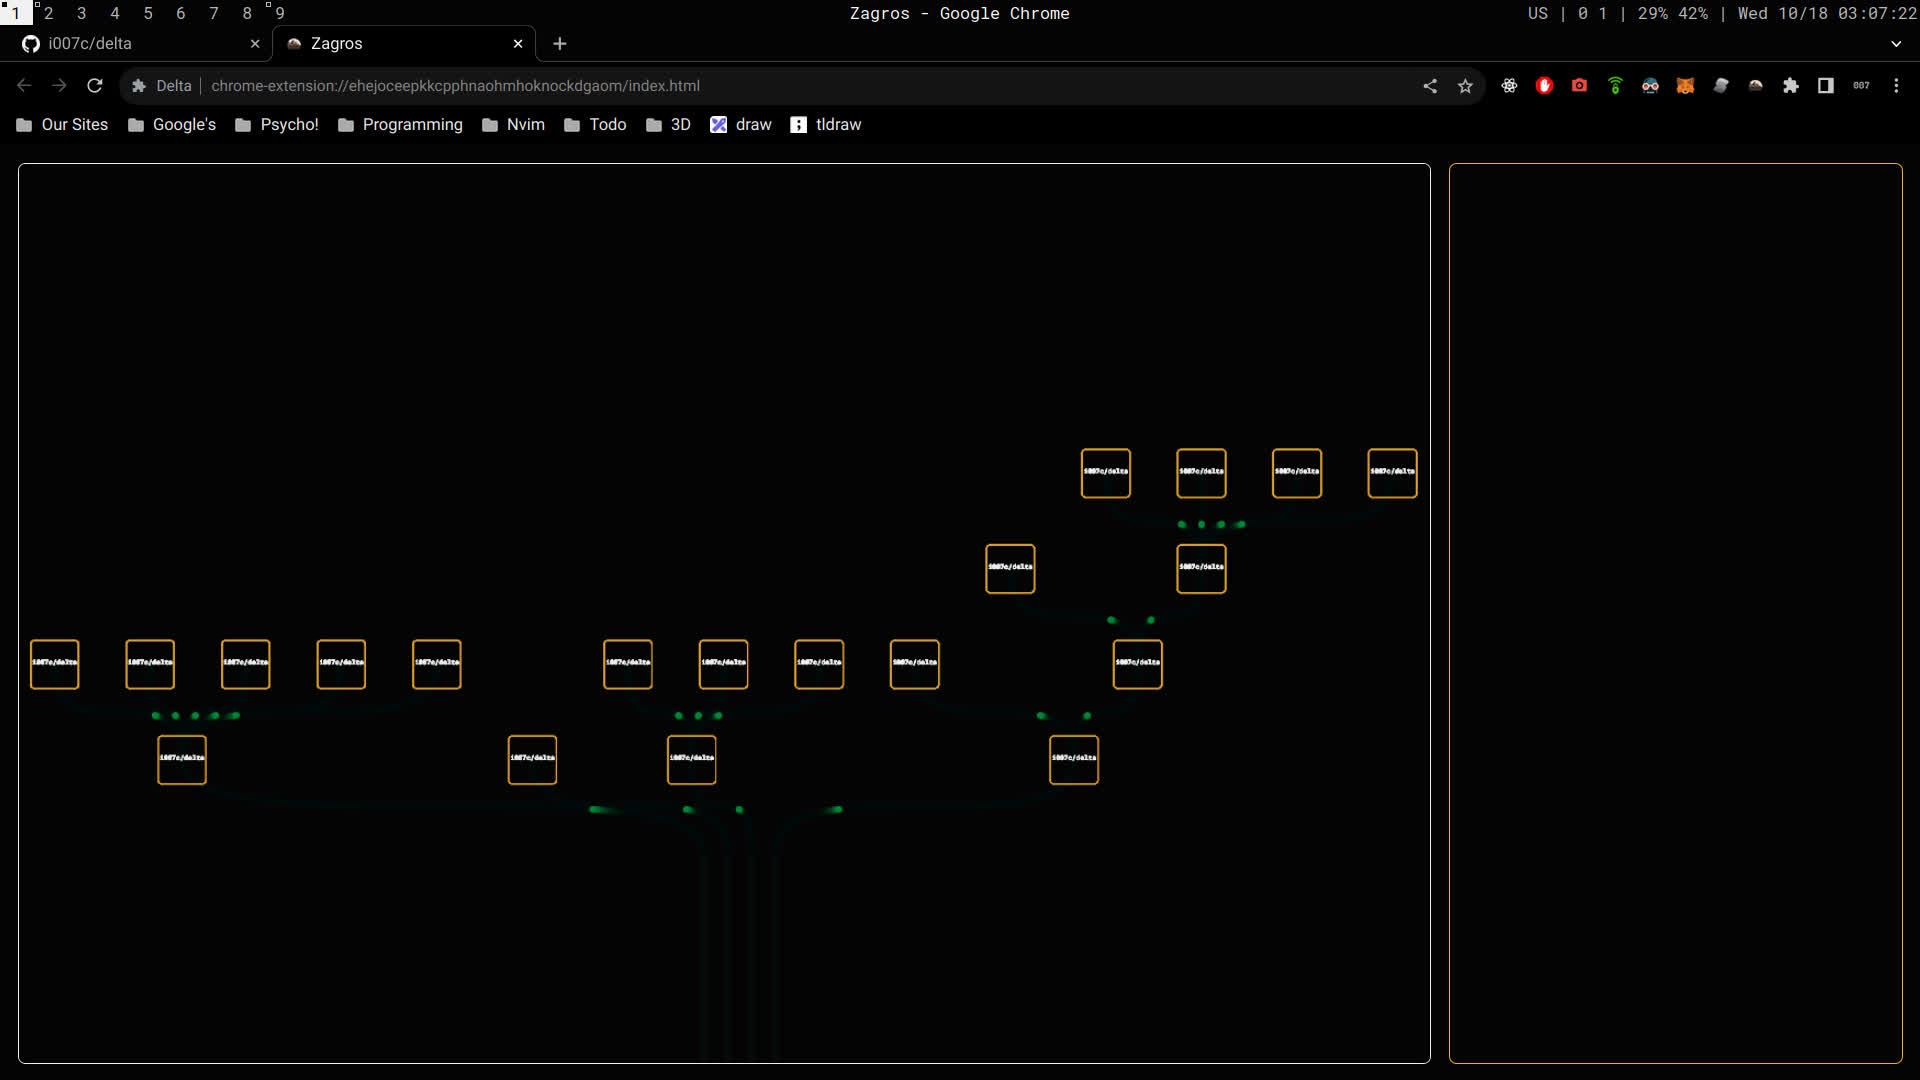 1 2 3 4 5 6 7 8 9 Zagros - Google Chrome US | 0 1 | 29% 42% | Wed 10/18 03:07:22
i007c/delta Zagros
Delta | chrome-extension://ehejoceepkkcpphnaohmhoknockdgaom/index.html 007
Our Sites Google's Psycho! Programming Nvim Todo 3D draw tldraw
i007c/delta i007c/delta i007c/delta i007c/delta
i007c/delta i007c/delta
i007c/delta i007c/delta i007c/delta i007c/delta i007c/delta i007c/delta i007c/delta i007c/delta i007c/delta i007c/delta
i007c/delta i007c/delta i007c/delta i007c/delta